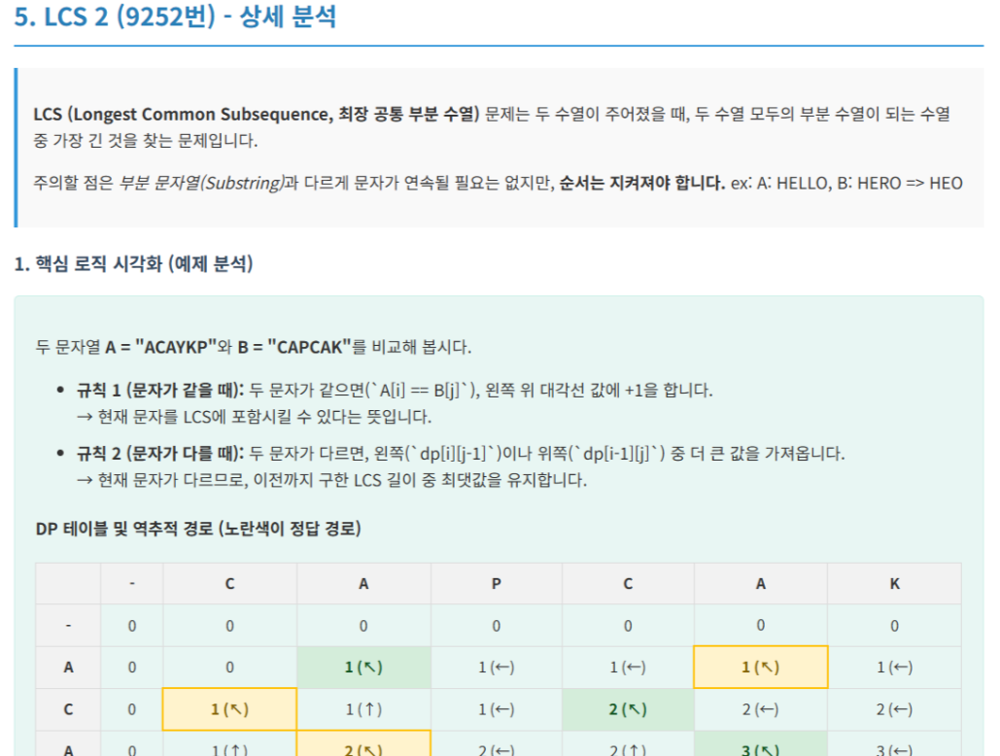 5. LCS 2 (9252번) - 상세 분석
LCS (Longest Common Subsequence, 최장 공통 부분 수열) 문제는 두 수열이 주어졌을 때, 두 수열 모두의 부분 수열이 되는 수열
중 가장 긴 것을 찾는 문제입니다.
주의할 점은 부분 문자열(Substring)과 다르게 문자가 연속될 필요는 없지만, 순서는 지켜져야 합니다. ex: A: HELLO, B: HERO => HEO
1. 핵심 로직 시각화 (예제 분석)
두 문자열 A = "ACAYKP"와 B = "CAPCAK"를 비교해 봅시다.
• 규칙 1 (문자가 같을 때): 두 문자가 같으면(`A[i] == B[j]`), 왼쪽 위 대각선 값에 +1을 합니다.
→ 현재 문자를 LCS에 포함시킬 수 있다는 뜻입니다.
• 규칙 2 (문자가 다를 때): 두 문자가 다르면, 왼쪽(`dp[i][j-1]`)이나 위쪽(`dp[i-1][j]`) 중 더 큰 값을 가져옵니다.
→ 현재 문자가 다르므로, 이전까지 구한 LCS 길이 중 최댓값을 유지합니다.
DP 테이블 및 역추적 경로 (노란색이 정답 경로)
- C A P C A K
- 0 0 0 0 0 0 0
A 0 0 1 (↖) 1 (←) 1 (←) 1 (↖) 1 (←)
C 0 1 (↖) 1 (↑) 1 (←) 2 (↖) 2 (←) 2 (←)
A 0 1 (↑) 2 (↖) 2 (←) 2 (↑) 3 (↖) 3 (←)